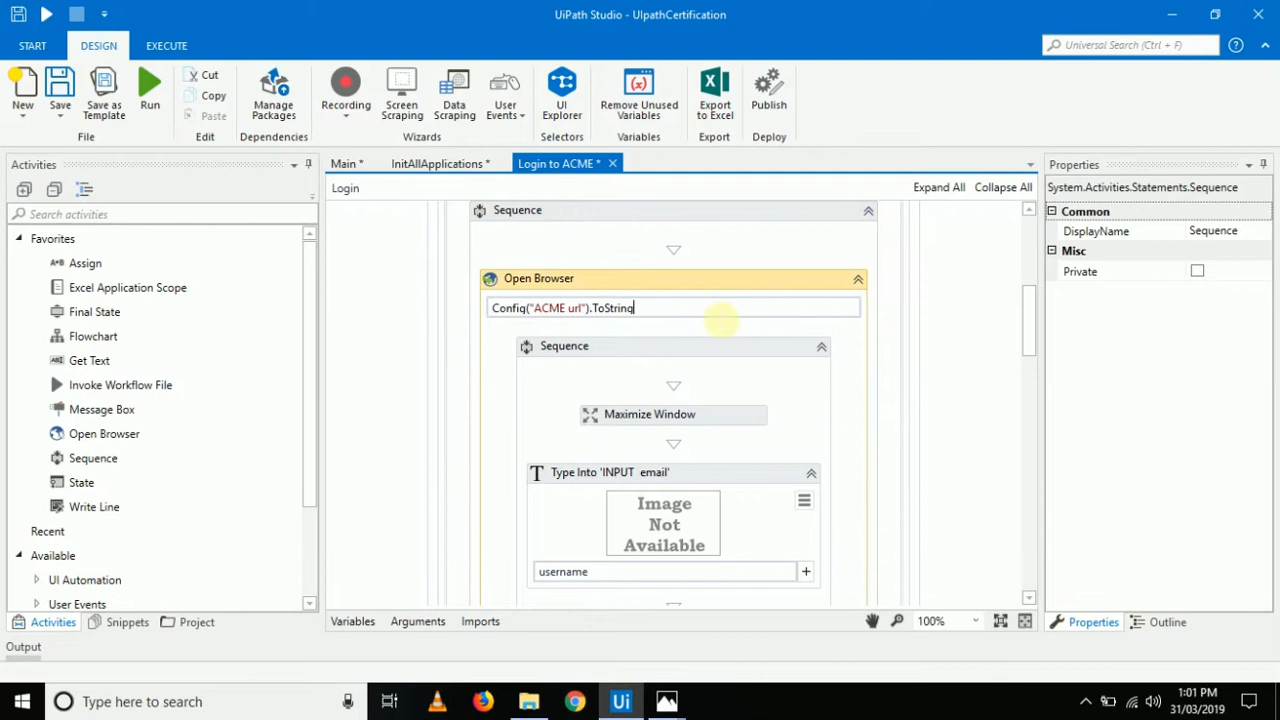 UiPath Studio - UIpathCertification
START
DESIGN
EXECUTE
Universal Search (Ctrl + F)
New
Save
Save as Template
Run
Cut
Copy
Paste
Manage Packages
Recording
Screen Scraping
Data Scraping
User Events
UI Explorer
Remove Unused Variables
Export to Excel
Publish
File
Edit
Dependencies
Wizards
Selectors
Variables
Export
Deploy
Activities
Main *
InitAllApplications *
Login to ACME *
Properties
Login
Expand All
Collapse All
System.Activities.Statements.Sequence
Search activities
Common
DisplayName
Sequence
Misc
Private
Favorites
Assign
Excel Application Scope
Final State
Flowchart
Get Text
Invoke Workflow File
Message Box
Open Browser
Sequence
State
Write Line
Recent
Available
UI Automation
User Events
Sequence
Open Browser
Config("ACME url").ToString
Sequence
Maximize Window
Type Into 'INPUT email'
Image
Not
Available
username
Activities
Snippets
Project
Variables
Arguments
Imports
100%
Properties
Outline
Output
Type here to search
1:01 PM
31/03/2019